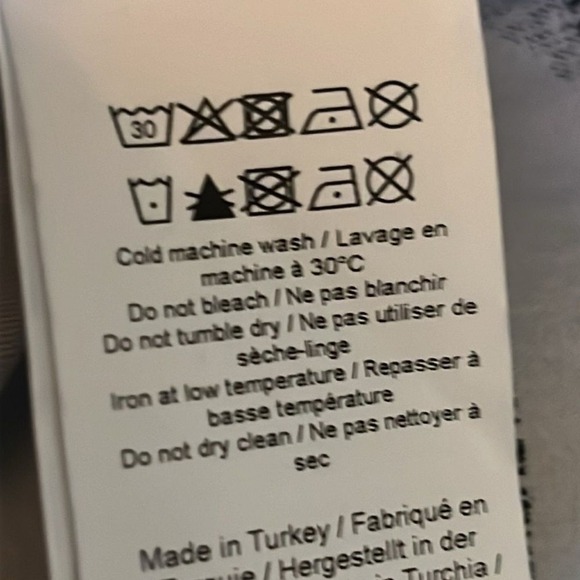 30
Cold machine wash / Lavage en
machine à 30°C
Do not bleach / Ne pas blanchir
Do not tumble dry / Ne pas utiliser de
sèche-linge
Iron at low temperature / Repasser à
basse température
Do not dry clean / Ne pas nettoyer à
sec
Made in Turkey / Fabriqué en
/ Hergestellt in der
Turchia /